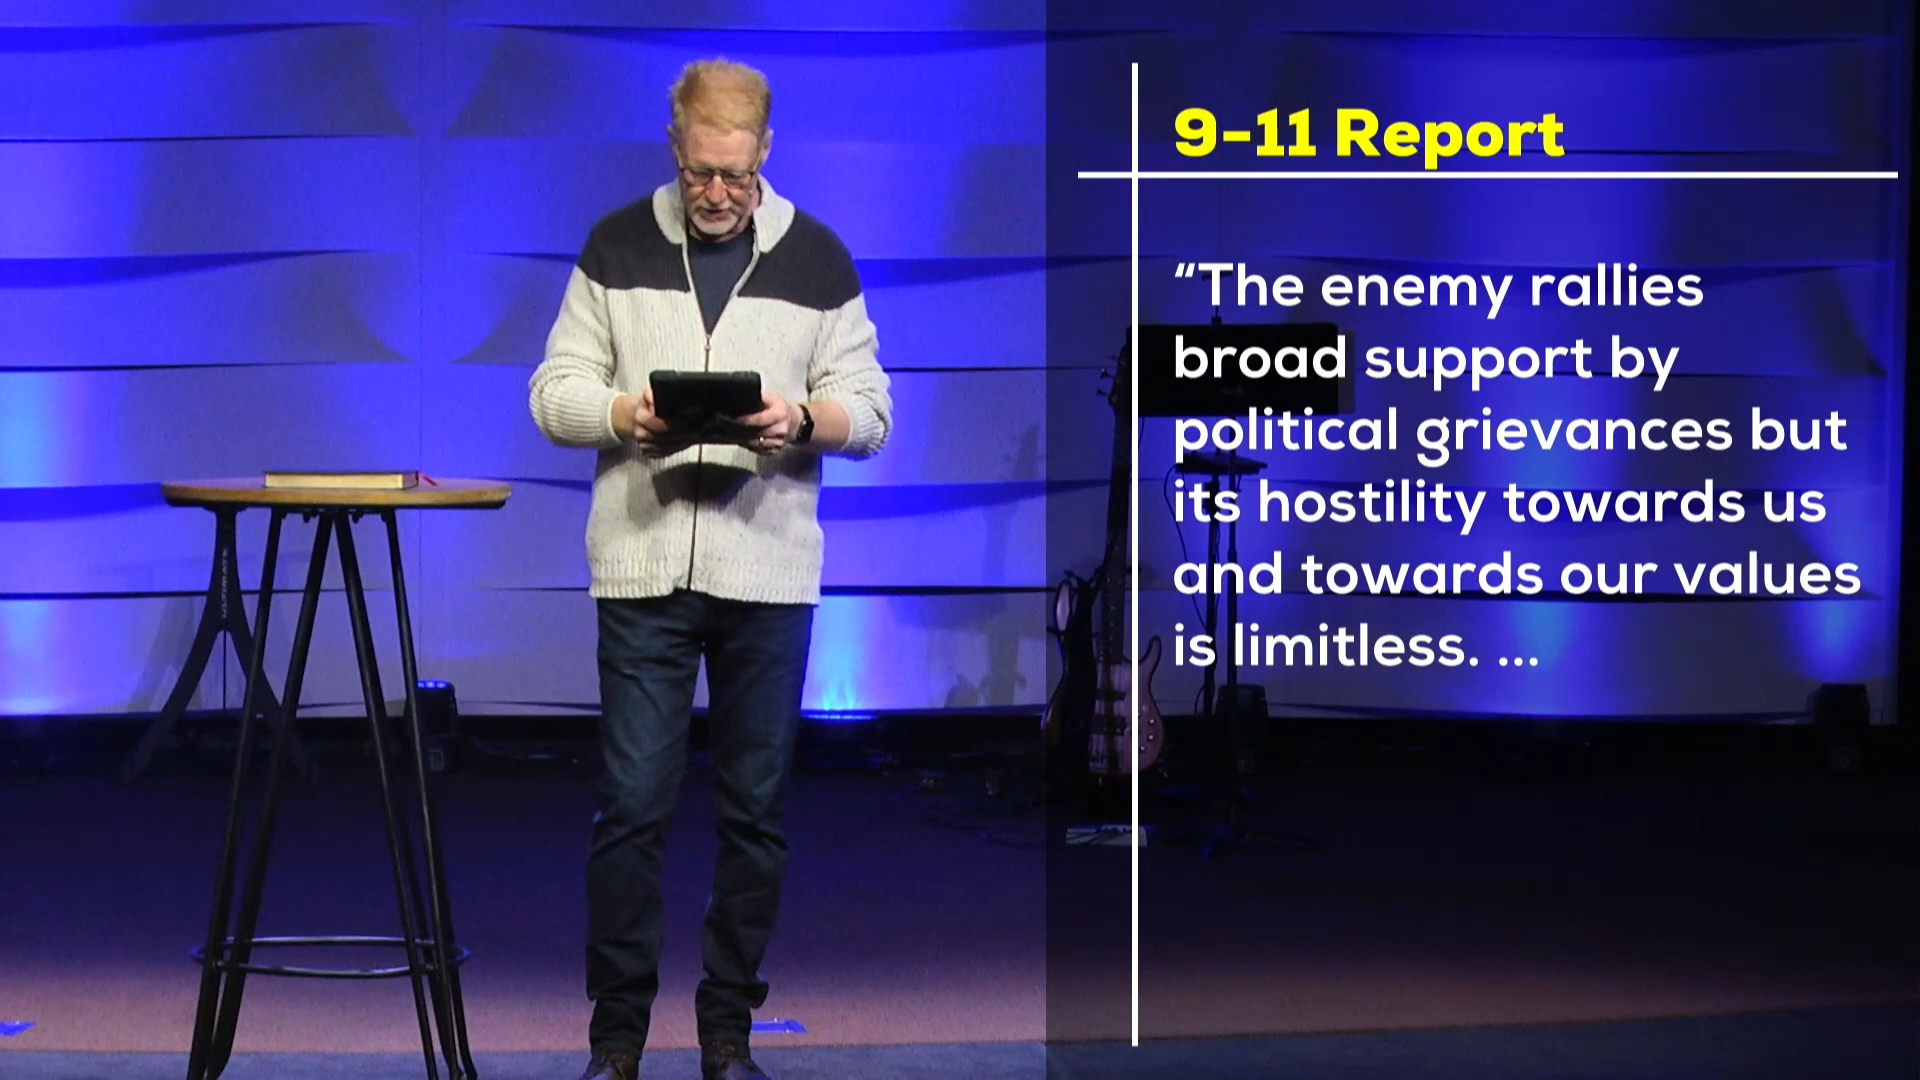 9-11 Report
“The enemy rallies
broad support by
political grievances but
its hostility towards us
and towards our values
is limitless. ...
ULTIMATE